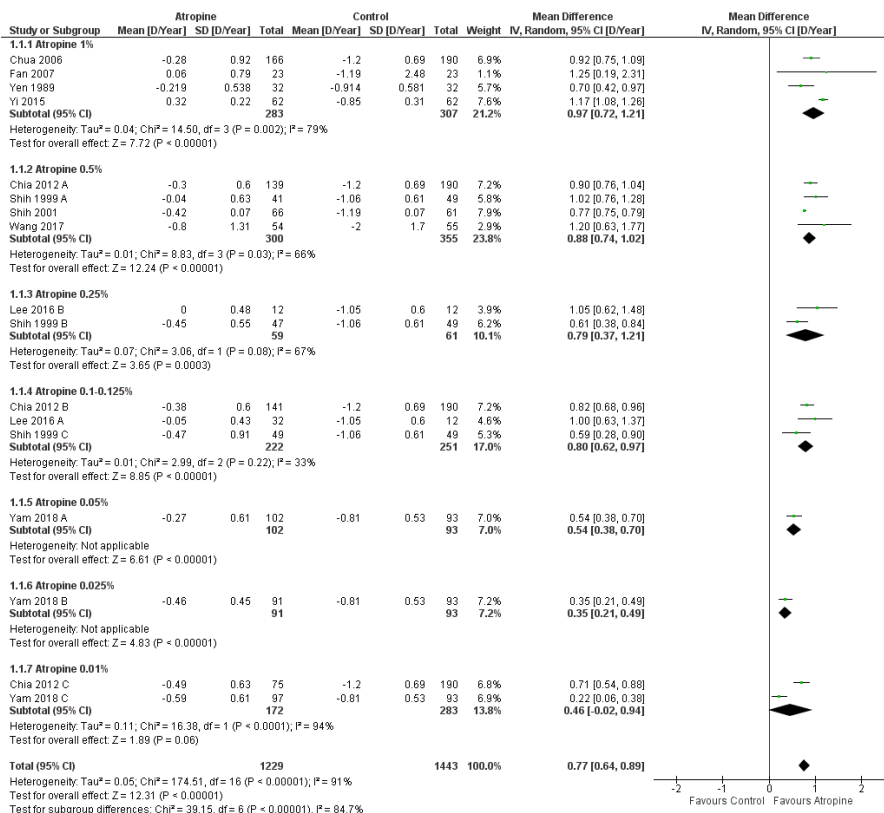 Atropine Control Mean Difference Mean Difference
Study or Subgroup Mean [D/Year] SD [D/Year] Total Mean [D/Year] SD [D/Year] Total Weight IV, Random, 95% CI [D/Year] IV, Random, 95% CI [D/Year]
1.1.1 Atropine 1%
Chua 2006 -0.28 0.92 166 -1.2 0.69 190 6.9% 0.92 [0.75, 1.09]
Fan 2007 0.06 0.79 23 -1.19 2.48 23 1.0% 1.25 [0.19, 2.31]
Yen 1989 -0.219 0.538 32 -0.914 0.581 32 5.7% 0.70 [0.42, 0.97]
Yi 2015 0.32 0.22 62 -0.85 0.31 62 7.6% 1.17 [1.08, 1.26]
Subtotal (95% CI) 283 307 21.2% 0.97 [0.72, 1.21]
Heterogeneity: Tau² = 0.04; Chi² = 14.50, df = 3 (P = 0.002); I² = 79%
Test for overall effect: Z = 7.72 (P < 0.00001)
1.1.2 Atropine 0.5%
Chia 2012 A -0.3 0.6 139 -1.2 0.69 190 7.2% 0.90 [0.76, 1.04]
Shih 1999 A -0.04 0.63 41 -1.06 0.61 49 5.9% 1.02 [0.76, 1.28]
Shih 2001 -0.42 0.07 66 -1.19 0.07 61 7.8% 0.77 [0.75, 0.79]
Wang 2017 -0.8 1.31 54 -2 1.7 55 2.8% 1.20 [0.63, 1.77]
Subtotal (95% CI) 300 355 23.8% 0.88 [0.74, 1.02]
Heterogeneity: Tau² = 0.01; Chi² = 8.83, df = 3 (P = 0.03); I² = 66%
Test for overall effect: Z = 12.24 (P < 0.00001)
1.1.3 Atropine 0.25%
Lee 2016 B 0 0.48 12 -1.05 0.6 12 3.9% 1.05 [0.62, 1.48]
Shih 1999 B -0.45 0.55 47 -1.06 0.61 49 6.2% 0.61 [0.38, 0.84]
Subtotal (95% CI) 59 61 10.1% 0.79 [0.37, 1.21]
Heterogeneity: Tau² = 0.07; Chi² = 3.06, df = 1 (P = 0.08); I² = 67%
Test for overall effect: Z = 3.65 (P = 0.0003)
1.1.4 Atropine 0.1-0.125%
Chia 2012 B -0.38 0.6 141 -1.2 0.69 190 7.2% 0.82 [0.68, 0.96]
Lee 2016 A -0.05 0.43 32 -1.05 0.6 12 4.5% 1.00 [0.63, 1.37]
Shih 1999 C -0.47 0.91 49 -1.06 0.61 49 5.3% 0.59 [0.28, 0.90]
Subtotal (95% CI) 222 251 17.0% 0.80 [0.62, 0.97]
Heterogeneity: Tau² = 0.01; Chi² = 2.99, df = 2 (P = 0.22); I² = 33%
Test for overall effect: Z = 8.85 (P < 0.00001)
1.1.5 Atropine 0.05%
Yam 2018 A -0.27 0.61 102 -0.81 0.53 93 7.0% 0.54 [0.38, 0.70]
Subtotal (95% CI) 102 93 7.0% 0.54 [0.38, 0.70]
Heterogeneity: Not applicable
Test for overall effect: Z = 6.61 (P < 0.00001)
1.1.6 Atropine 0.025%
Yam 2018 B -0.46 0.45 91 -0.81 0.53 93 7.2% 0.35 [0.21, 0.49]
Subtotal (95% CI) 91 93 7.2% 0.35 [0.21, 0.49]
Heterogeneity: Not applicable
Test for overall effect: Z = 4.83 (P < 0.00001)
1.1.7 Atropine 0.01%
Chia 2012 C -0.49 0.63 75 -1.2 0.69 190 6.8% 0.71 [0.54, 0.88]
Yam 2018 C -0.59 0.61 97 -0.81 0.53 93 6.9% 0.22 [0.06, 0.38]
Subtotal (95% CI) 172 283 13.8% 0.46 [-0.02, 0.94]
Heterogeneity: Tau² = 0.11; Chi² = 16.38, df = 1 (P < 0.0001); I² = 94%
Test for overall effect: Z = 1.89 (P = 0.06)
Total (95% CI) 1229 1443 100.0% 0.77 [0.64, 0.89]
Heterogeneity: Tau² = 0.05; Chi² = 174.51, df = 16 (P < 0.00001); I² = 91%
Test for overall effect: Z = 12.31 (P < 0.00001)
Test for subgroup differences: Chi² = 39.15, df = 6 (P < 0.00001), I² = 84.7%
-2 -1 0 1 2
Favours Control Favours Atropine